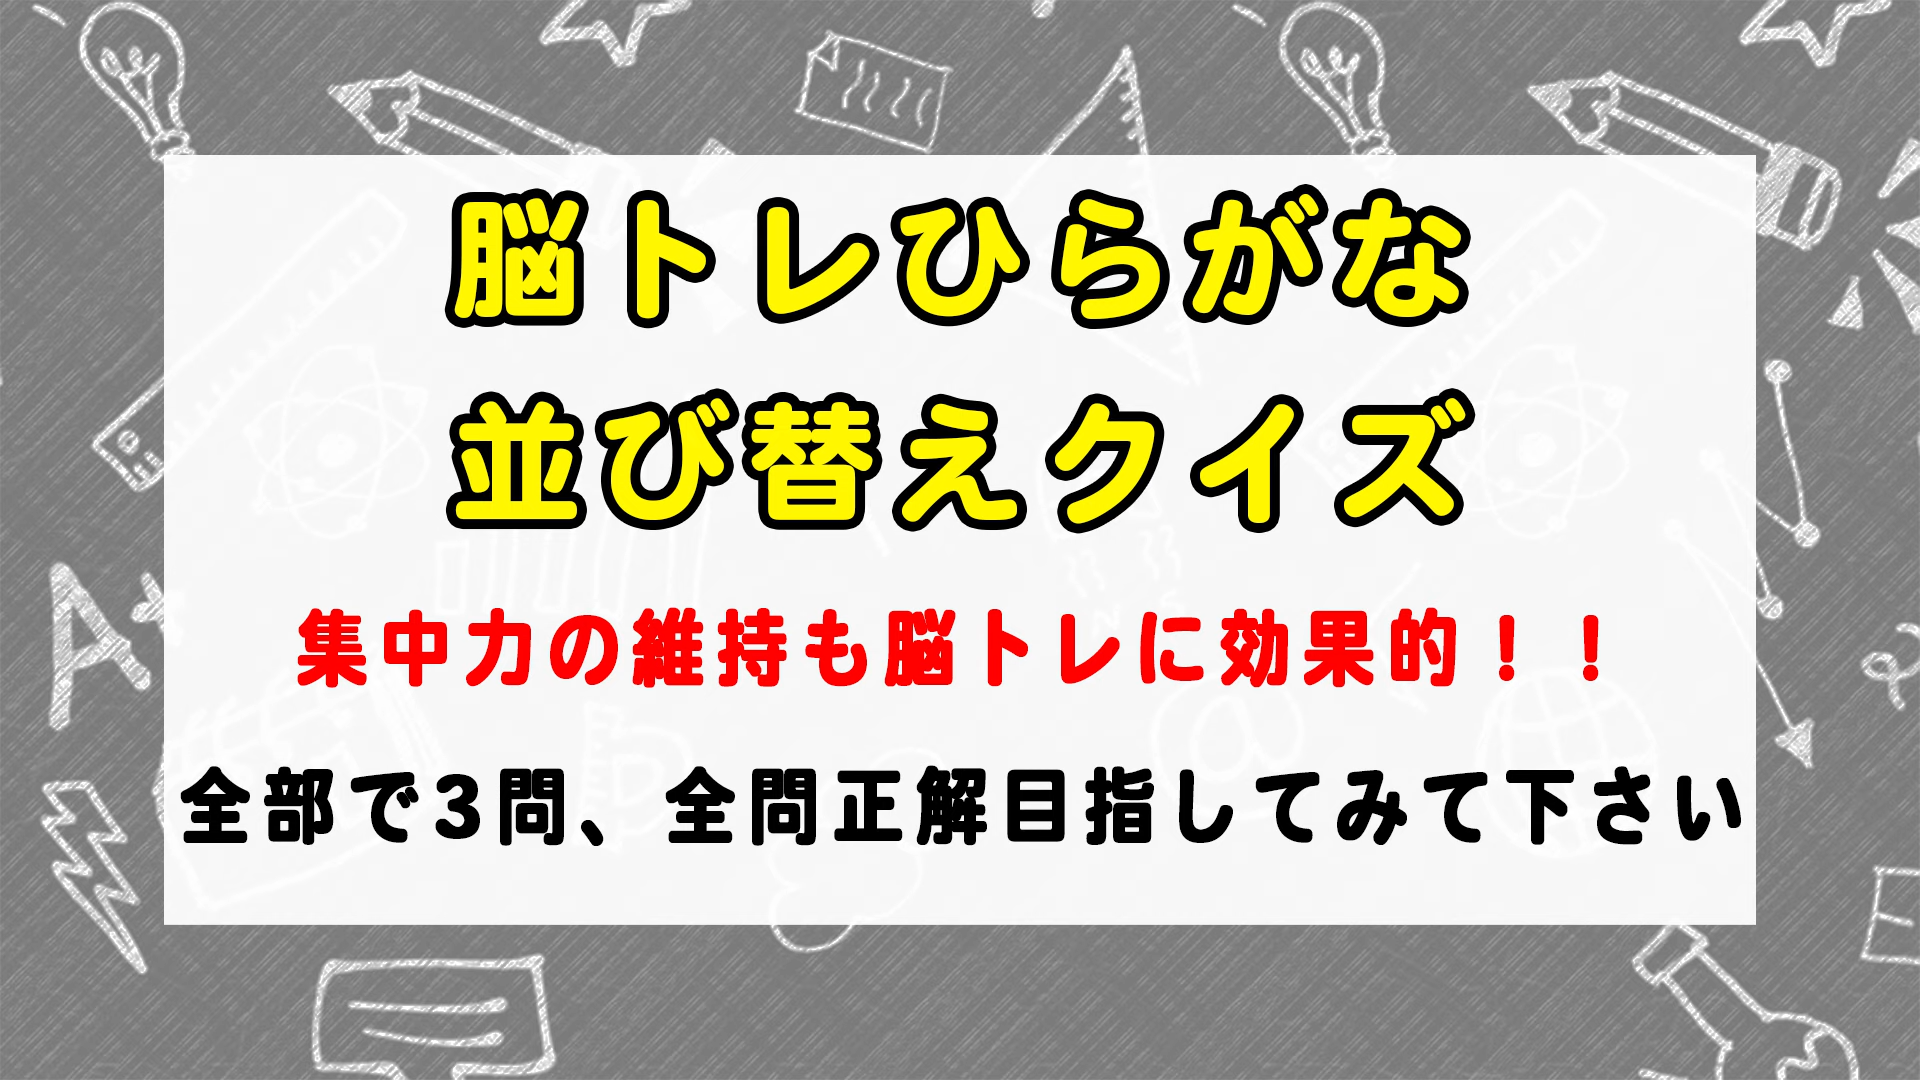 脳トレひらがな
並び替えクイズ
集中力の維持も脳トレに効果的！！
全部で3問、全問正解目指してみて下さい
A+